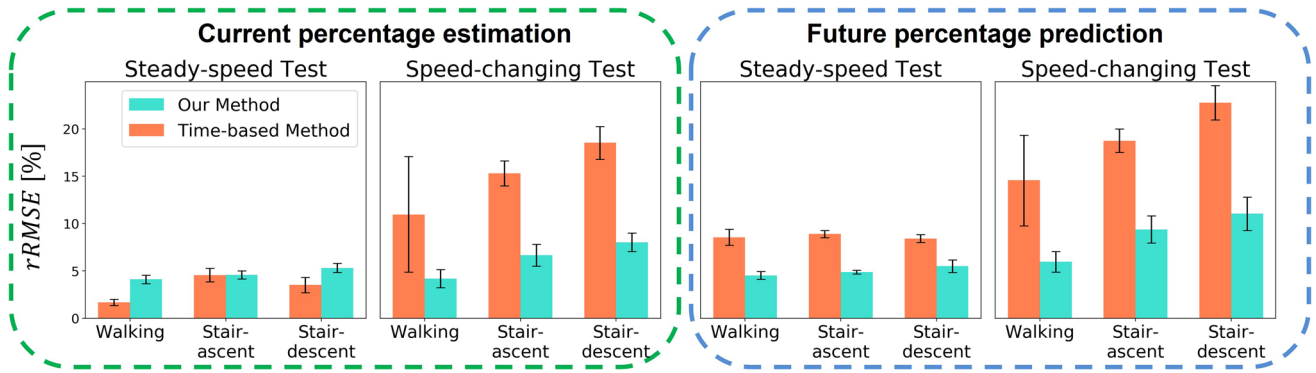 Current percentage estimation
Future percentage prediction
Steady-speed Test
Speed-changing Test
Steady-speed Test
Speed-changing Test
Our Method
Time-based Method
rRMSE [%]
20
15
10
5
0
Walking
Stair-
ascent
Stair-
descent
Walking
Stair-
ascent
Stair-
descent
Walking
Stair-
ascent
Stair-
descent
Walking
Stair-
ascent
Stair-
descent